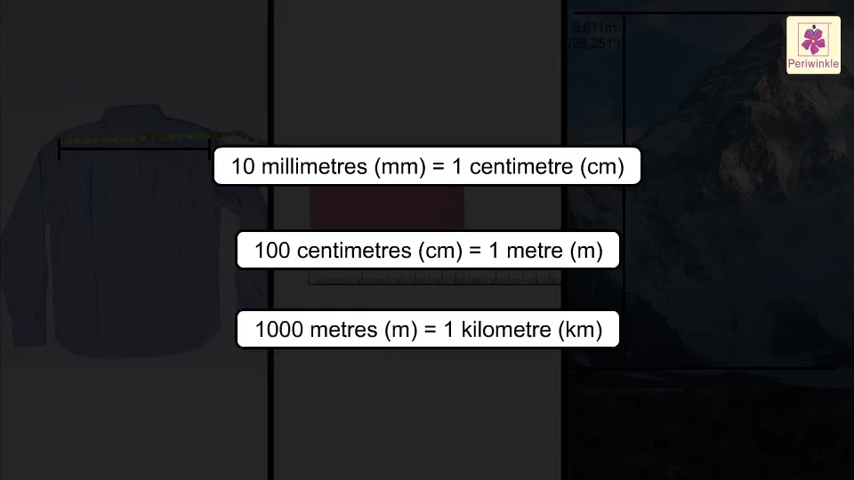 8,611m
(28,251')
Periwinkle
10 millimetres (mm) = 1 centimetre (cm)
100 centimetres (cm) = 1 metre (m)
1000 metres (m) = 1 kilometre (km)